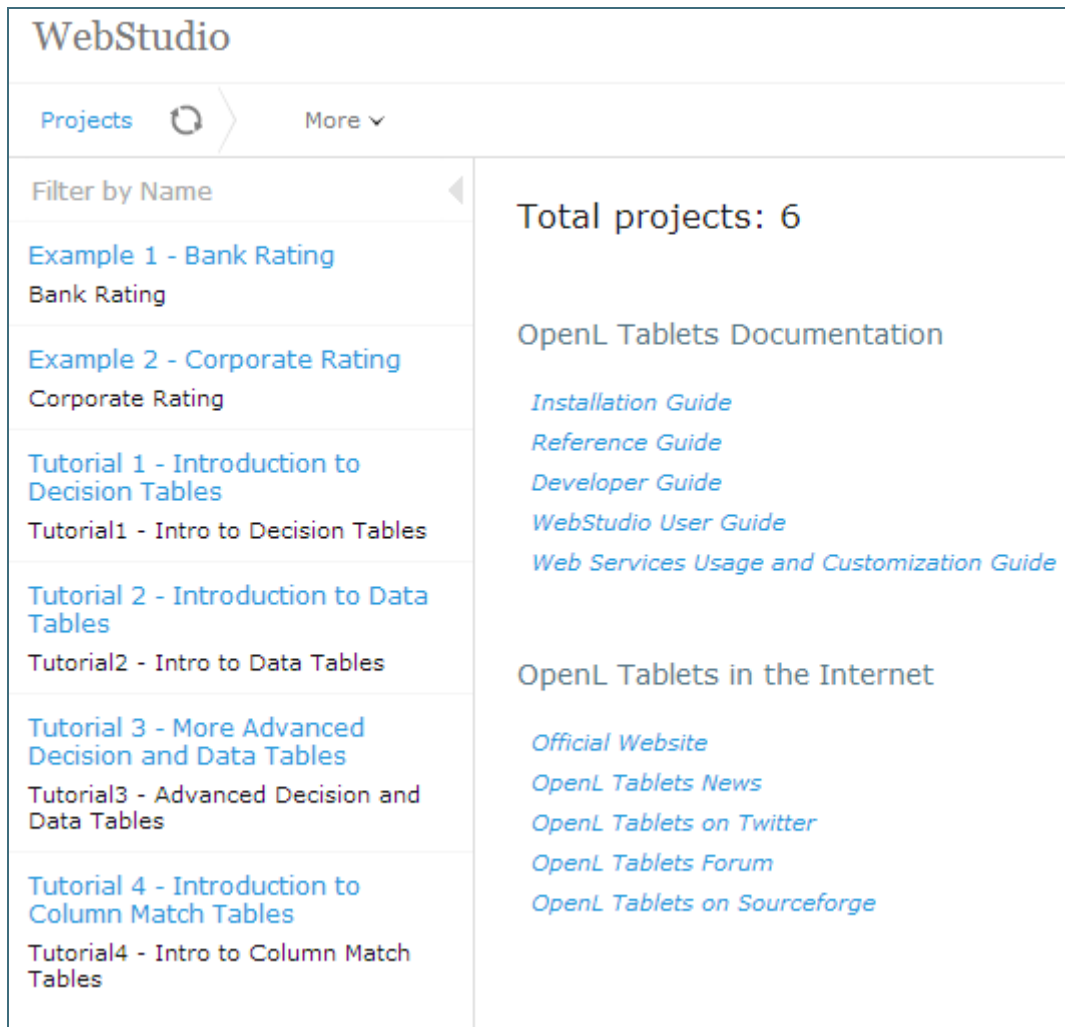 WebStudio
Projects
More
Filter by Name
Example 1 - Bank Rating
Bank Rating
Example 2 - Corporate Rating
Corporate Rating
Tutorial 1 - Introduction to
Decision Tables
Tutorial1 - Intro to Decision Tables
Tutorial 2 - Introduction to Data
Tables
Tutorial2 - Intro to Data Tables
Tutorial 3 - More Advanced
Decision and Data Tables
Tutorial3 - Advanced Decision and
Data Tables
Tutorial 4 - Introduction to
Column Match Tables
Tutorial4 - Intro to Column Match
Tables
Total projects: 6
OpenL Tablets Documentation
Installation Guide
Reference Guide
Developer Guide
WebStudio User Guide
Web Services Usage and Customization Guide
OpenL Tablets in the Internet
Official Website
OpenL Tablets News
OpenL Tablets on Twitter
OpenL Tablets Forum
OpenL Tablets on Sourceforge